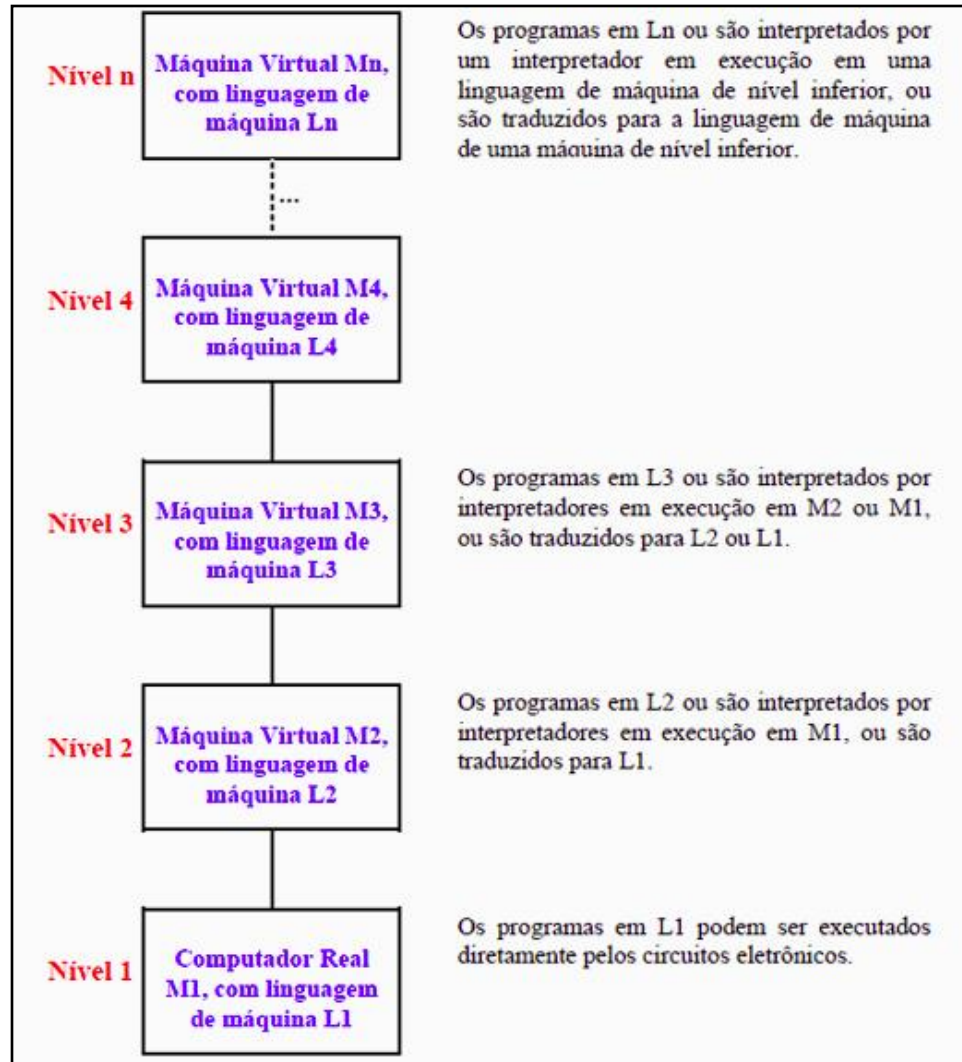 Nível n
Máquina Virtual Mn,
com linguagem de
máquina Ln
Os programas em Ln ou são interpretados por
um interpretador em execução em uma
linguagem de máquina de nível inferior, ou
são traduzidos para a linguagem de máquina
de uma máquina de nível inferior.
...
Nível 4
Máquina Virtual M4,
com linguagem de
máquina L4
Nível 3
Máquina Virtual M3,
com linguagem de
máquina L3
Os programas em L3 ou são interpretados por
interpretadores em execução em M2 ou M1,
ou são traduzidos para L2 ou L1.
Nível 2
Máquina Virtual M2,
com linguagem de
máquina L2
Os programas em L2 ou são interpretados por
interpretadores em execução em M1, ou são
traduzidos para L1.
Nível 1
Computador Real
M1, com linguagem
de máquina L1
Os programas em L1 podem ser executados
diretamente pelos circuitos eletrônicos.